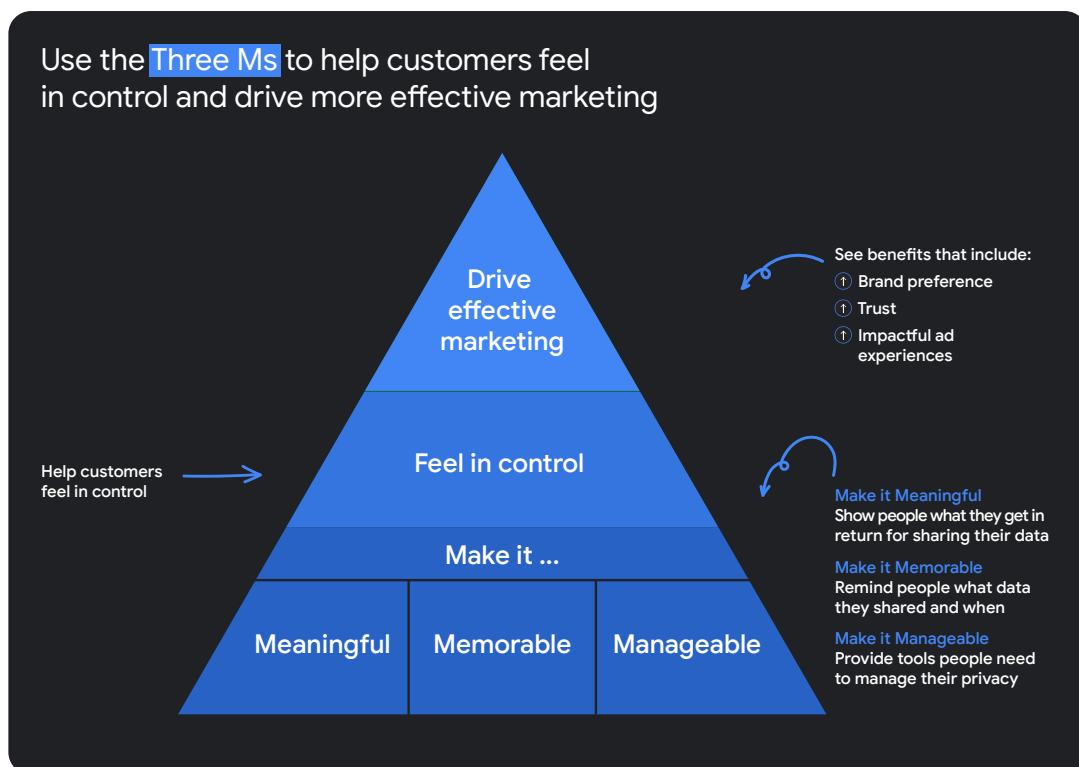 Use the Three Ms to help customers feel
in control and drive more effective marketing
Drive
effective
marketing
See benefits that include:
Brand preference
Trust
Impactful ad
experiences
Feel in control
Help customers
feel in control
Make it ...
Meaningful
Memorable
Manageable
Make it Meaningful
Show people what they get in
return for sharing their data
Make it Memorable
Remind people what data
they shared and when
Make it Manageable
Provide tools people need
to manage their privacy